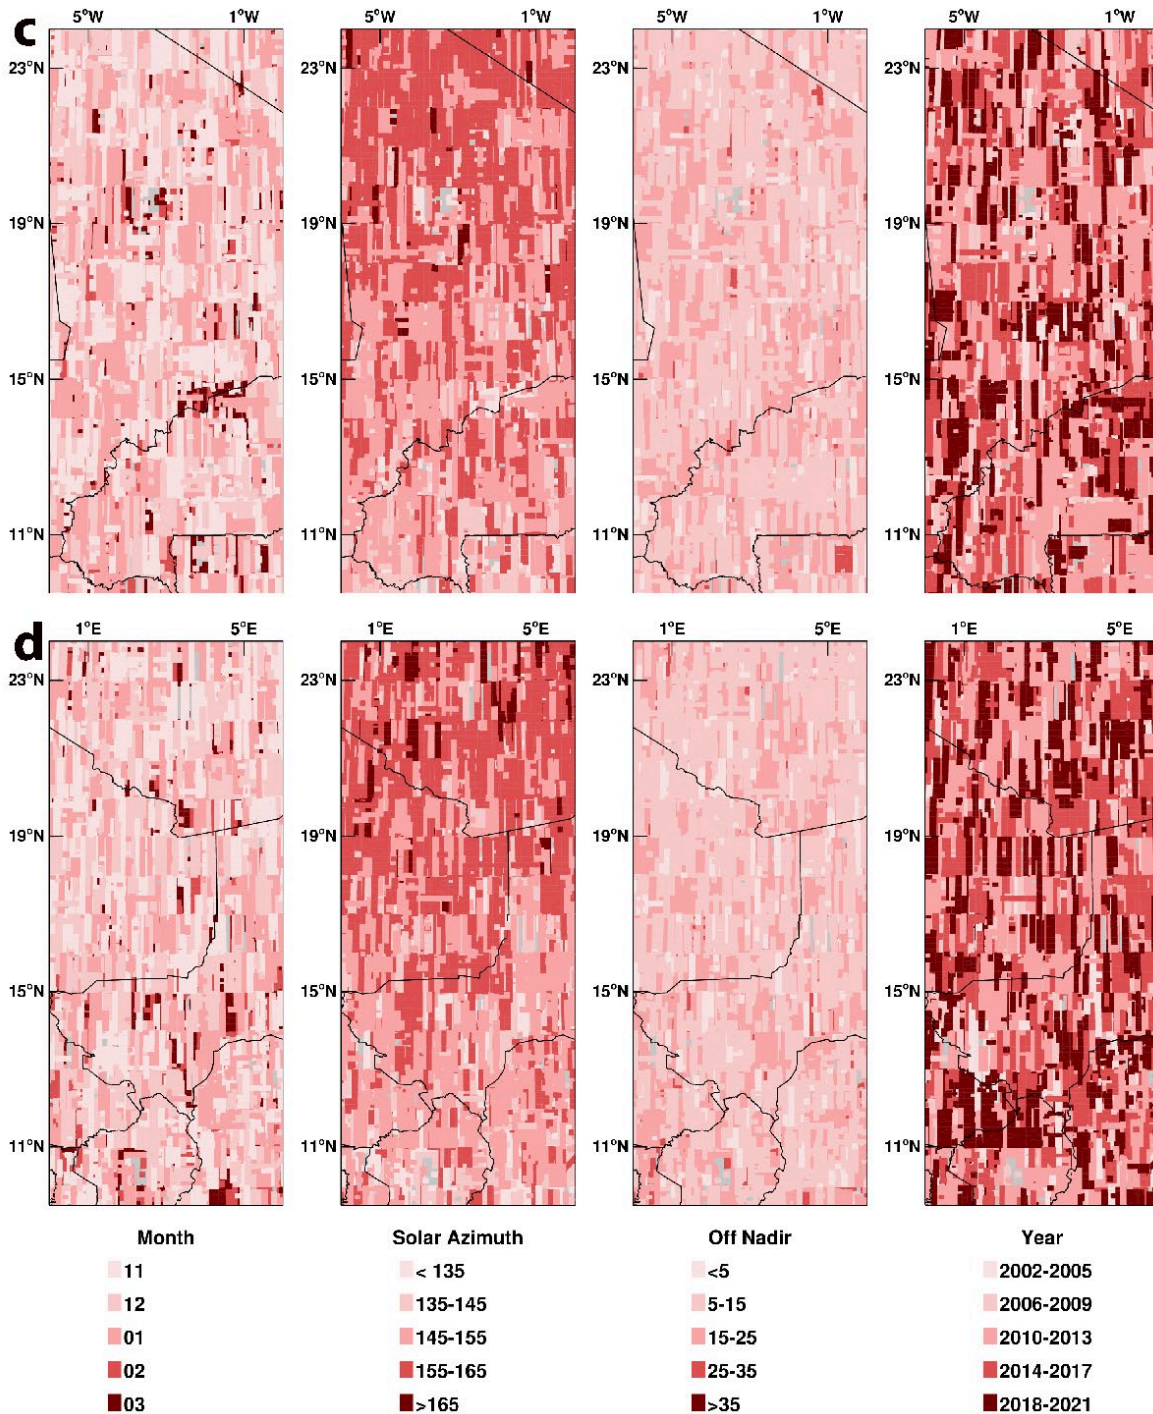 c
5°W 1°W 5°W 1°W 5°W 1°W 5°W 1°W
23°N 23°N 23°N 23°N
19°N 19°N 19°N 19°N
15°N 15°N 15°N 15°N
11°N 11°N 11°N 11°N
d
1°E 5°E 1°E 5°E 1°E 5°E 1°E 5°E
23°N 23°N 23°N 23°N
19°N 19°N 19°N 19°N
15°N 15°N 15°N 15°N
11°N 11°N 11°N 11°N
Month Solar Azimuth Off Nadir Year
11 < 135 <5 2002-2005
12 135-145 5-15 2006-2009
01 145-155 15-25 2010-2013
02 155-165 25-35 2014-2017
03 >165 >35 2018-2021